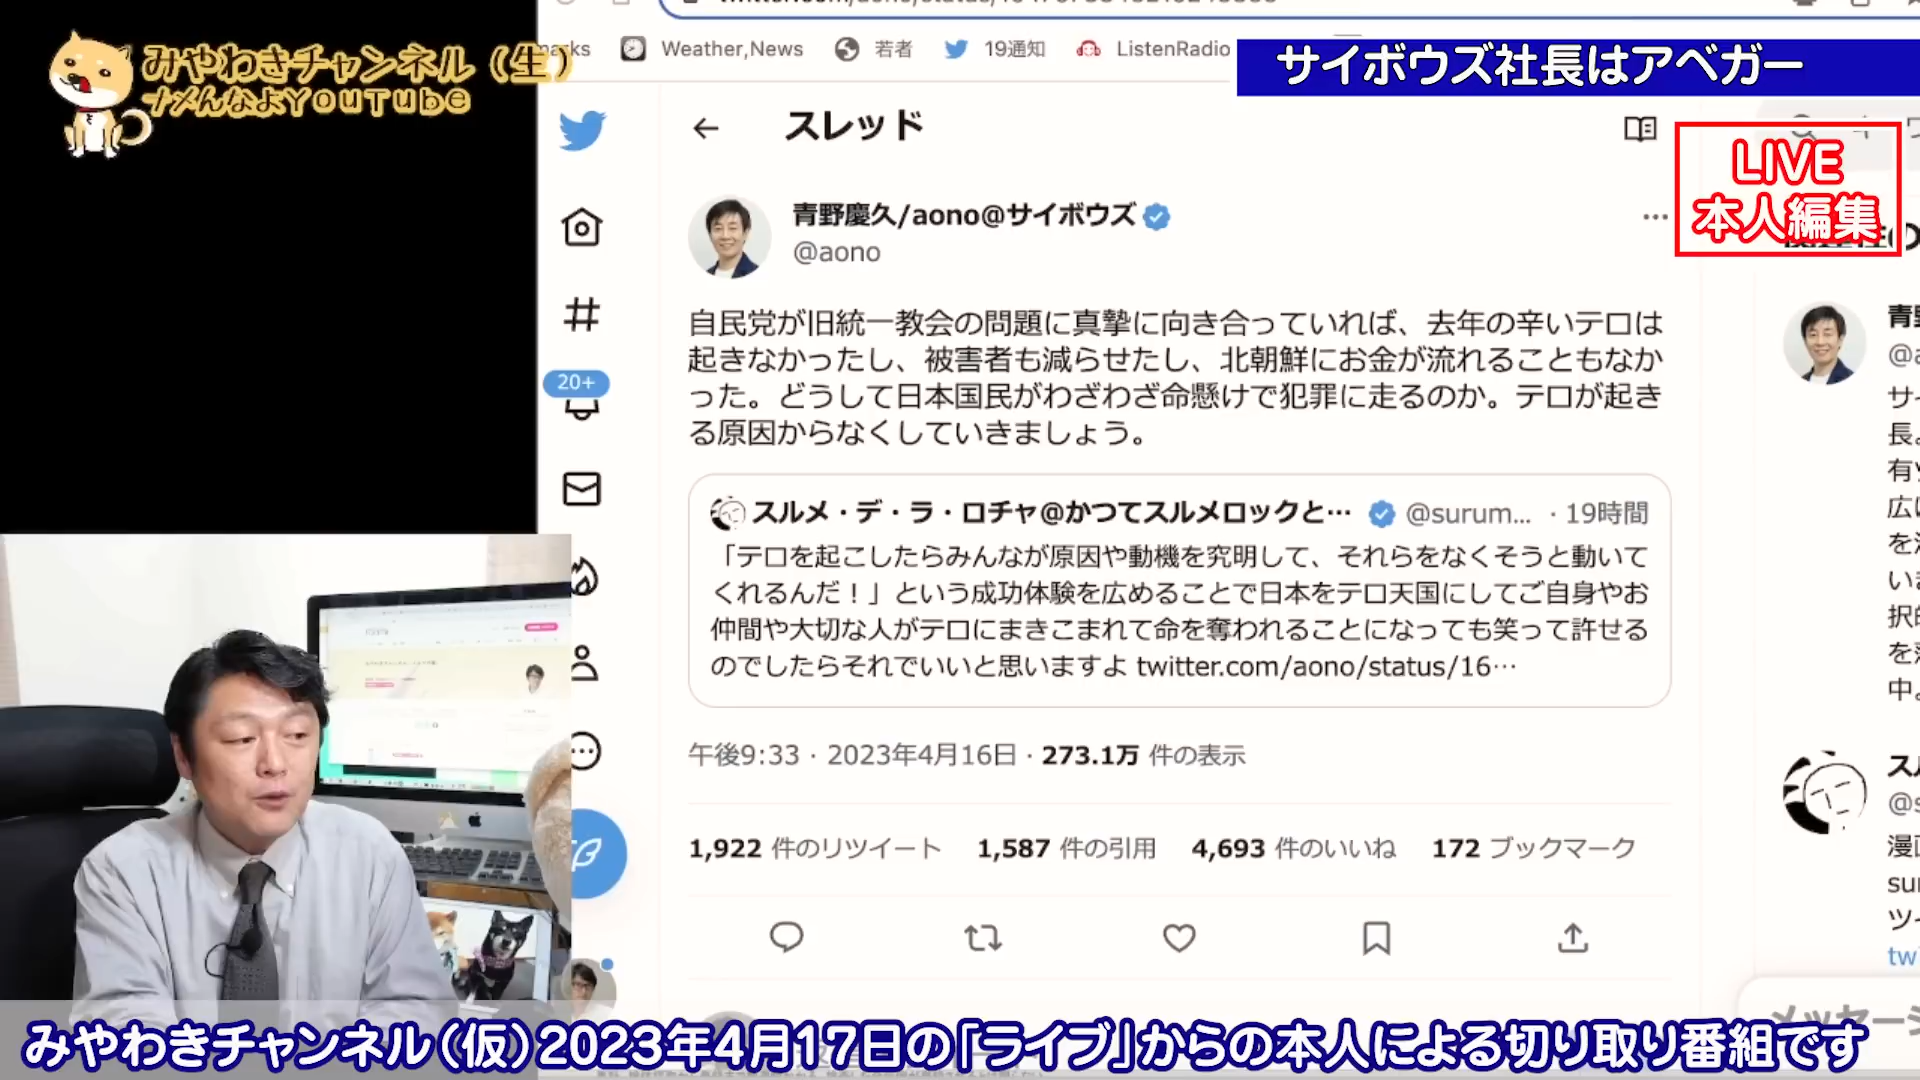 みやわきチャンネル（生）
ナメんなよYouTube
Weather,News
若者
19通知
ListenRadio
サイボウズ社長はアベガー
LIVE
本人編集
スレッド
青野慶久/aono@サイボウズ
@aono
自民党が旧統一教会の問題に真摯に向き合っていれば、去年の辛いテロは
起きなかったし、被害者も減らせたし、北朝鮮にお金が流れることもなか
った。どうして日本国民がわざわざ命懸けで犯罪に走るのか。テロが起き
る原因からなくしていきましょう。
20+
スルメ・デ・ラ・ロチャ@かつてスルメロックと… @surum... · 19時間
「テロを起こしたらみんなが原因や動機を究明して、それらをなくそうと動いて
くれるんだ！」という成功体験を広めることで日本をテロ天国にしてご自身やお
仲間や大切な人がテロにまきこまれて命を奪われることになっても笑って許せる
のでしたらそれでいいと思いますよ twitter.com/aono/status/16…
午後9:33 · 2023年4月16日 · 273.1万 件の表示
1,922 件のリツイート 1,587 件の引用 4,693 件のいいね 172 ブックマーク
みやわきチャンネル（仮）2023年4月17日の「ライブ」からの本人による切り取り番組です